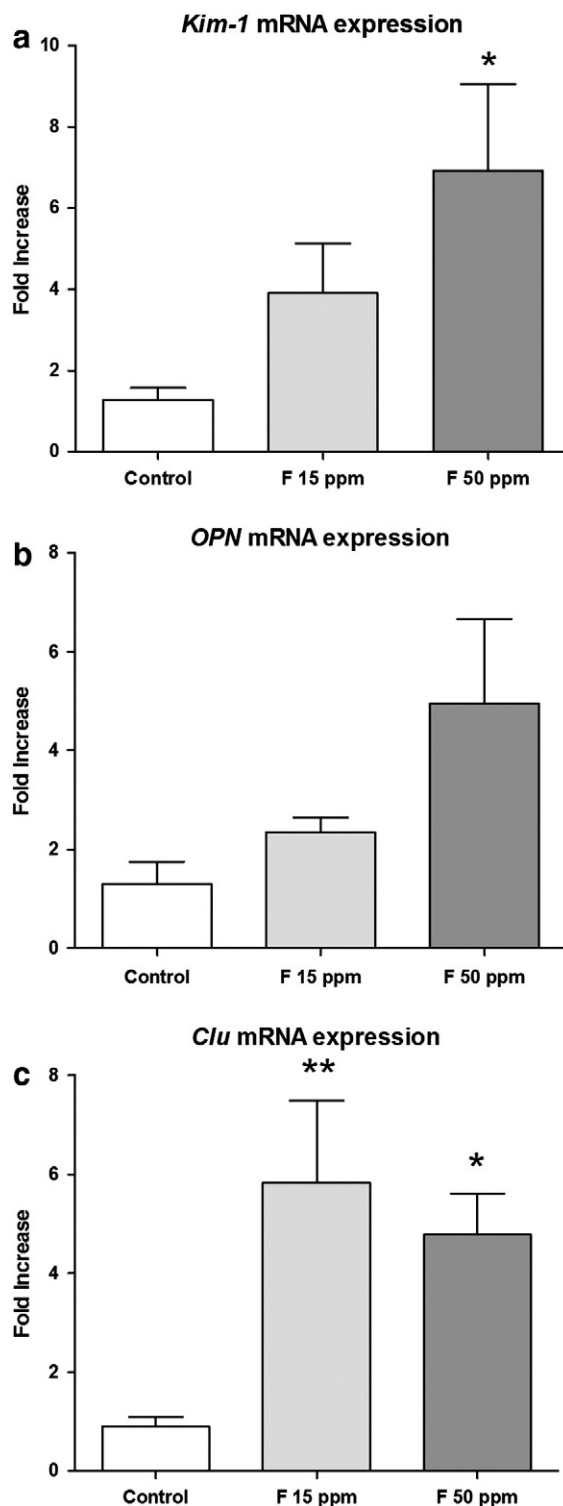 a
Kim-1 mRNA expression
*
10
8
6
4
2
0
Fold Increase
Control F 15 ppm F 50 ppm
b
OPN mRNA expression
8
6
4
2
0
Fold Increase
Control F 15 ppm F 50 ppm
c
Clu mRNA expression
**
*
8
6
4
2
0
Fold Increase
Control F 15 ppm F 50 ppm